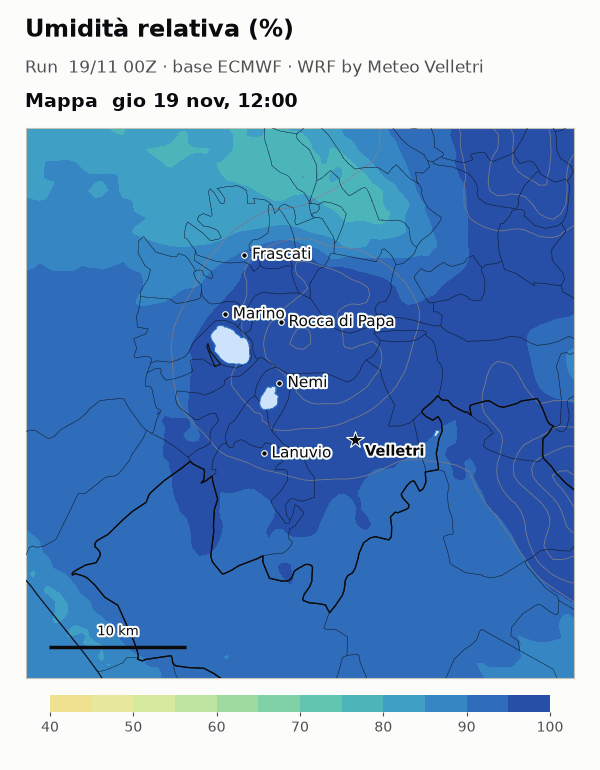 Umidità relativa (%)
Run  19/11 00Z · base ECMWF · WRF by Meteo Velletri
Mappa  gio 19 nov, 12:00
Frascati
Marino
Rocca di Papa
Nemi
Velletri
Lanuvio
10 km
40 50 60 70 80 90 100